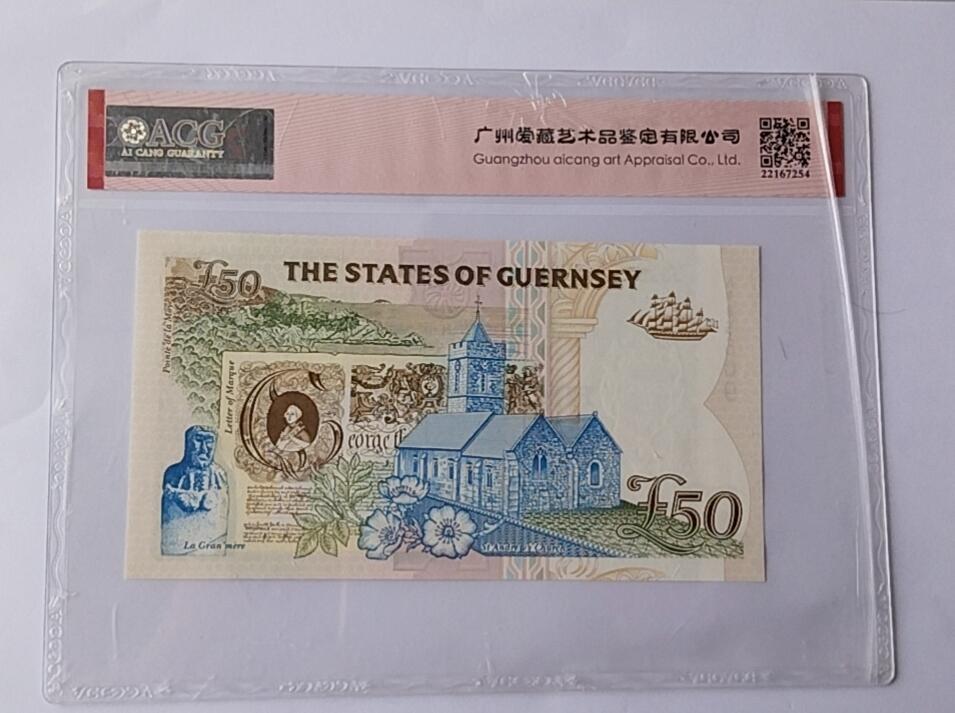 ACG
AI CANG GUARANTY
广州爱藏艺术品鉴定有限公司
Guangzhou aicang art Appraisal Co., Ltd.
22167254
£50
THE STATES OF GUERNSEY
Letter of Marque
eorge
La Gran'mère
£50